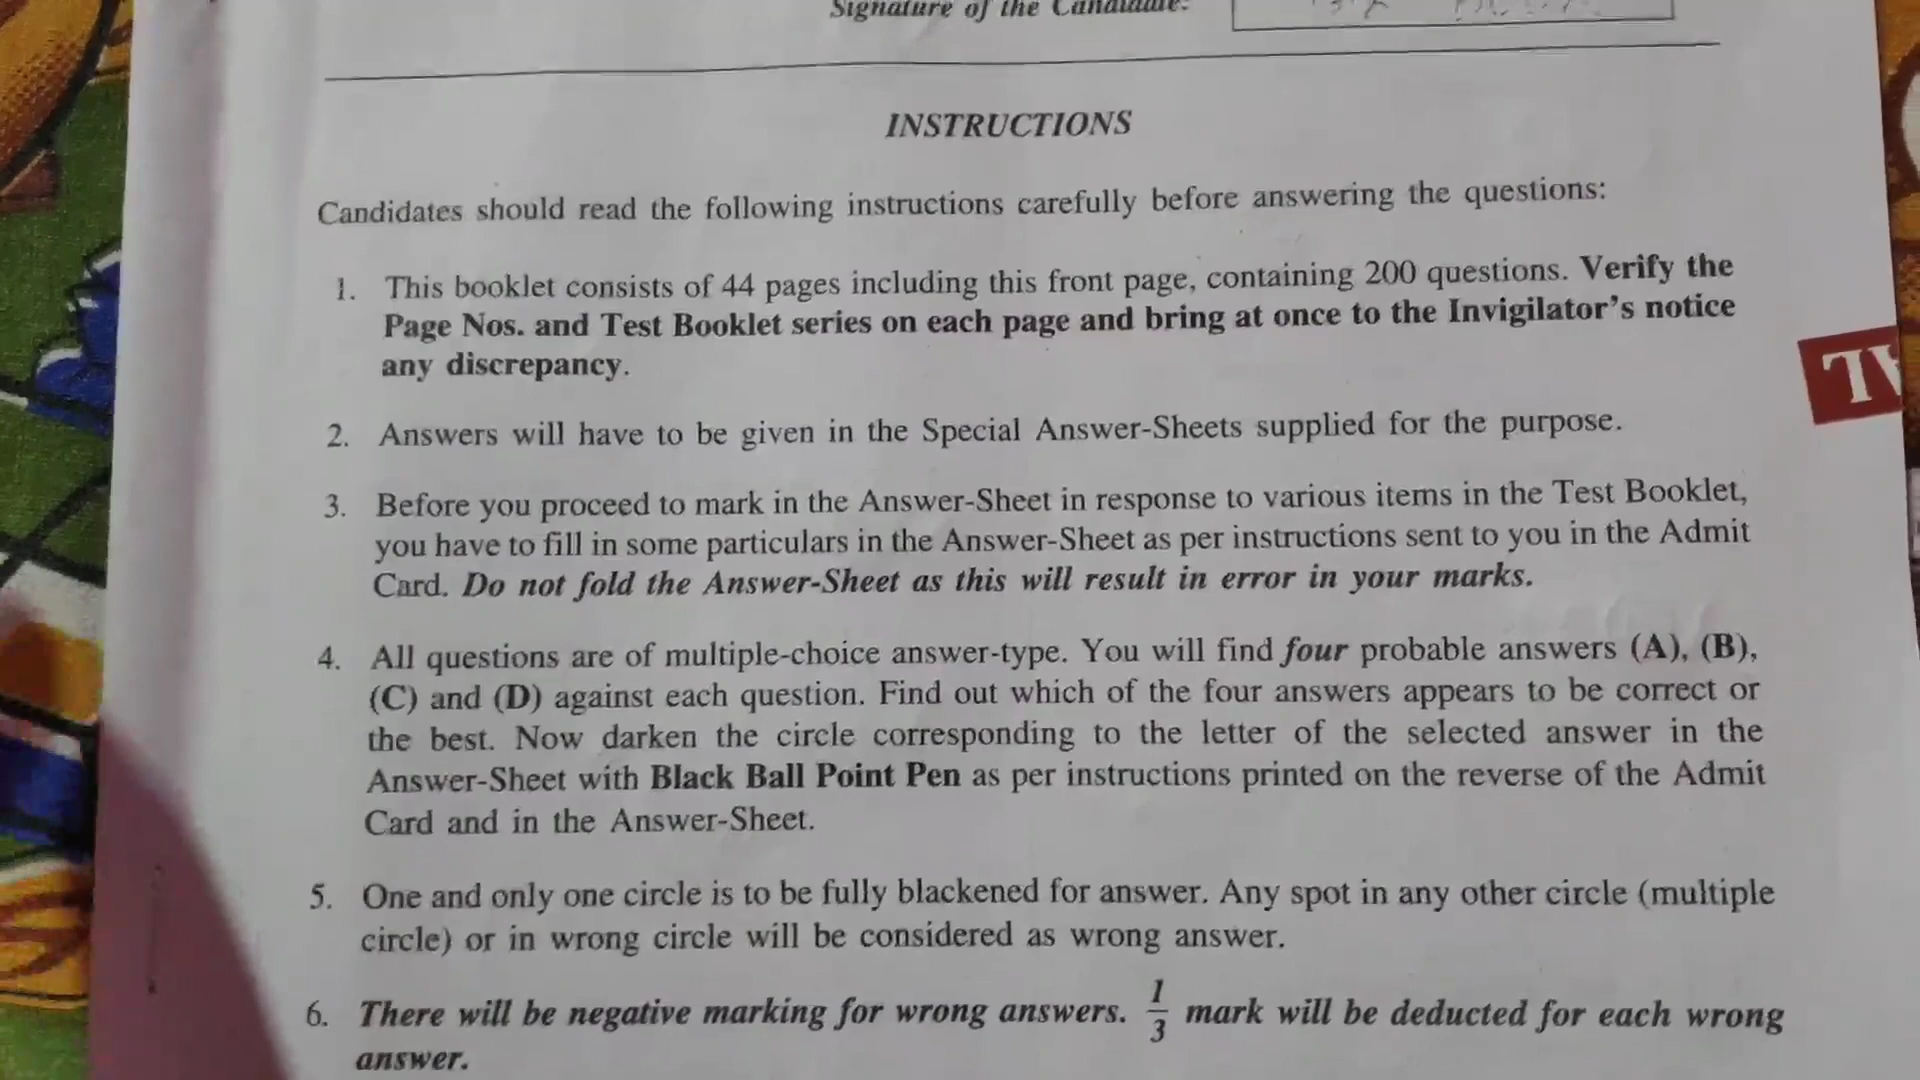 Signature of the Candidate:
INSTRUCTIONS
Candidates should read the following instructions carefully before answering the questions:
1. This booklet consists of 44 pages including this front page, containing 200 questions. Verify the
Page Nos. and Test Booklet series on each page and bring at once to the Invigilator's notice
any discrepancy.
2. Answers will have to be given in the Special Answer-Sheets supplied for the purpose.
3. Before you proceed to mark in the Answer-Sheet in response to various items in the Test Booklet,
you have to fill in some particulars in the Answer-Sheet as per instructions sent to you in the Admit
Card. Do not fold the Answer-Sheet as this will result in error in your marks.
4. All questions are of multiple-choice answer-type. You will find four probable answers (A), (B),
(C) and (D) against each question. Find out which of the four answers appears to be correct or
the best. Now darken the circle corresponding to the letter of the selected answer in the
Answer-Sheet with Black Ball Point Pen as per instructions printed on the reverse of the Admit
Card and in the Answer-Sheet.
5. One and only one circle is to be fully blackened for answer. Any spot in any other circle (multiple
circle) or in wrong circle will be considered as wrong answer.
6. There will be negative marking for wrong answers. 1/3 mark will be deducted for each wrong
answer.